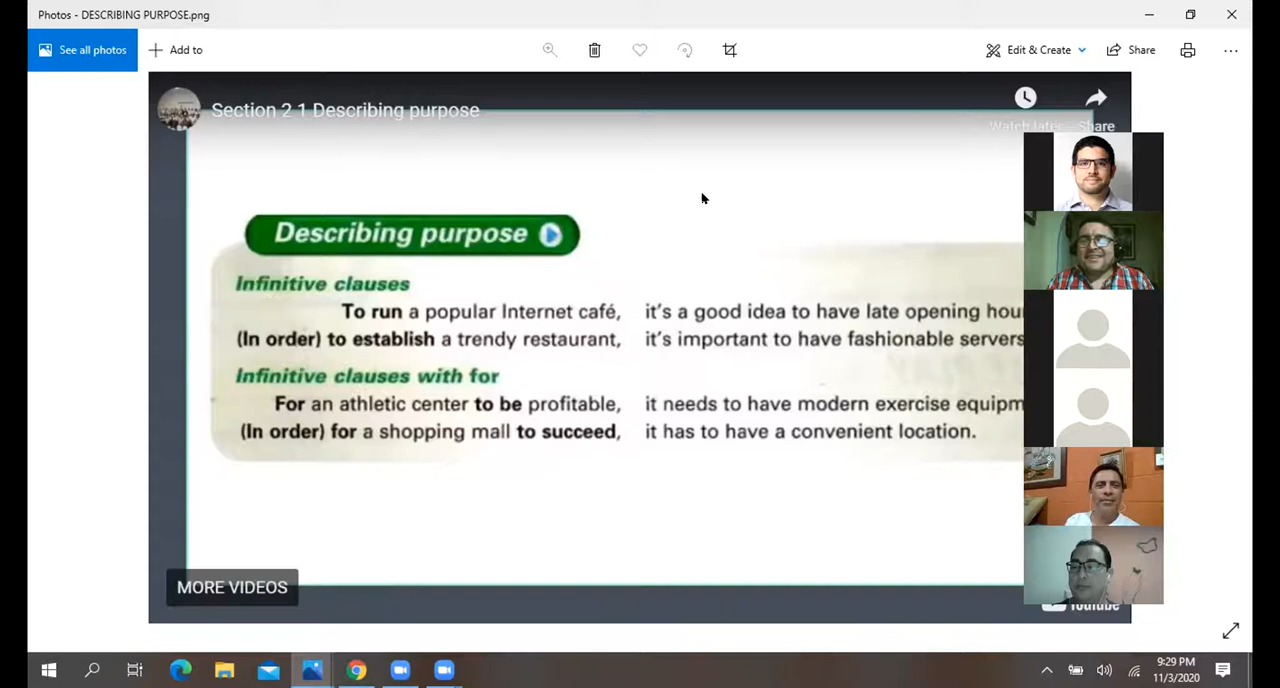 Photos - DESCRIBING PURPOSE.png
See all photos
Add to
Edit & Create
Share
Section 2 1 Describing purpose
Watch later Share
Describing purpose
Infinitive clauses
To run a popular Internet café, it's a good idea to have late opening hou
(In order) to establish a trendy restaurant, it's important to have fashionable servers
Infinitive clauses with for
For an athletic center to be profitable, it needs to have modern exercise equipm
(In order) for a shopping mall to succeed, it has to have a convenient location.
MORE VIDEOS
YouTube
9:29 PM
11/3/2020